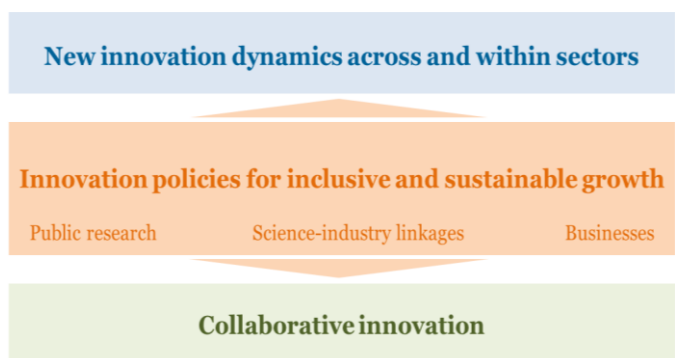 New innovation dynamics across and within sectors
Innovation policies for inclusive and sustainable growth
Public research Science-industry linkages Businesses
Collaborative innovation